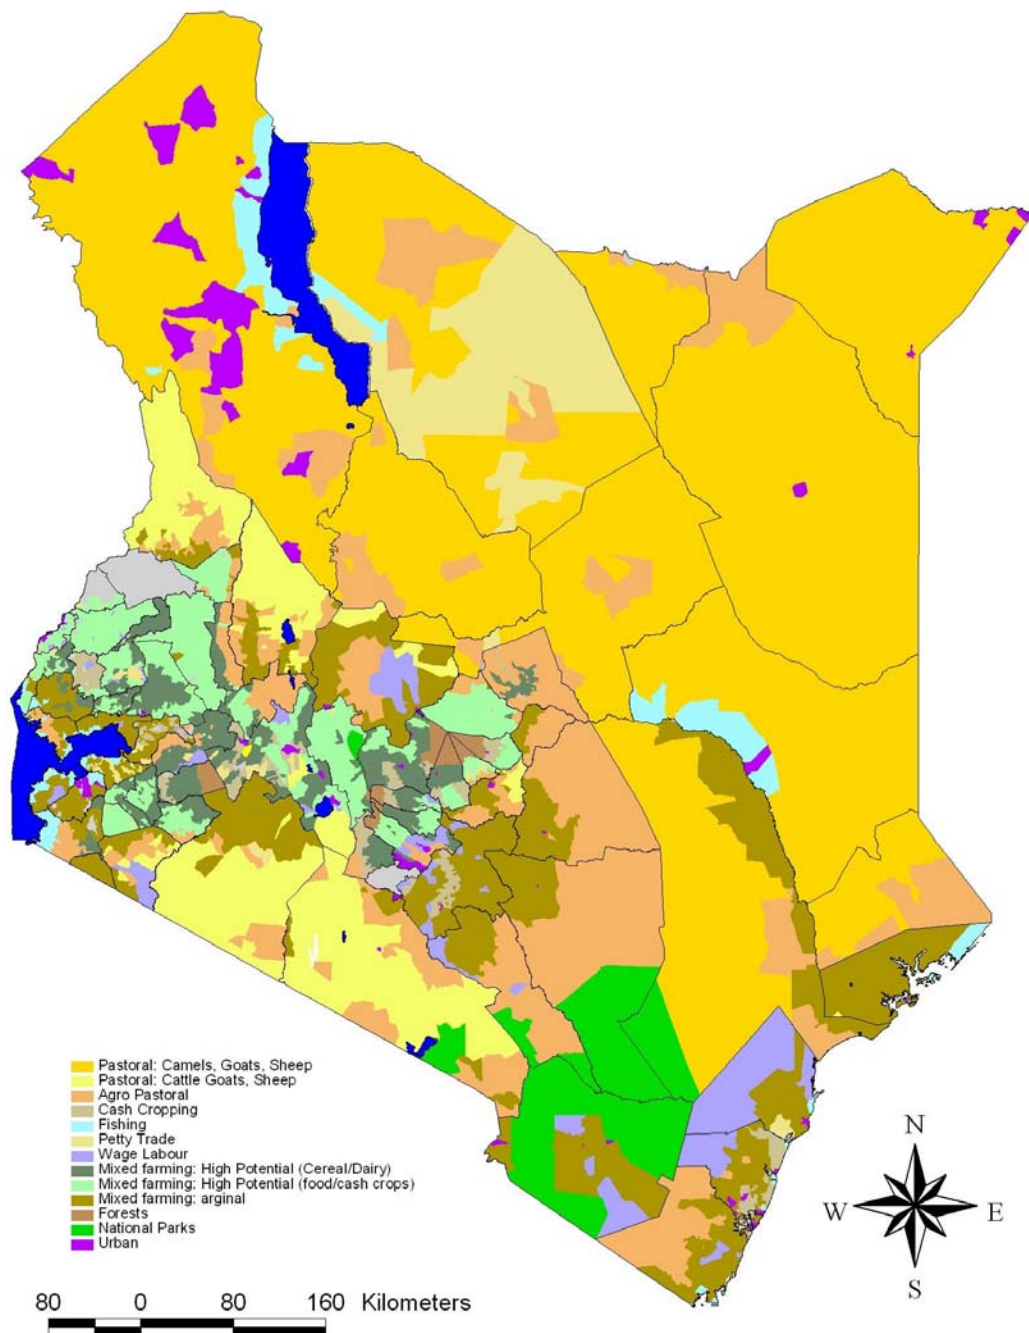 Pastoral: Camels, Goats, Sheep
Pastoral: Cattle Goats, Sheep
Agro Pastoral
Cash Cropping
Fishing
Petty Trade
Wage Labour
Mixed farming: High Potential (Cereal/Dairy)
Mixed farming: High Potential (food/cash crops)
Mixed farming: arginal
Forests
National Parks
Urban
N
W E
S
80 0 80 160 Kilometers